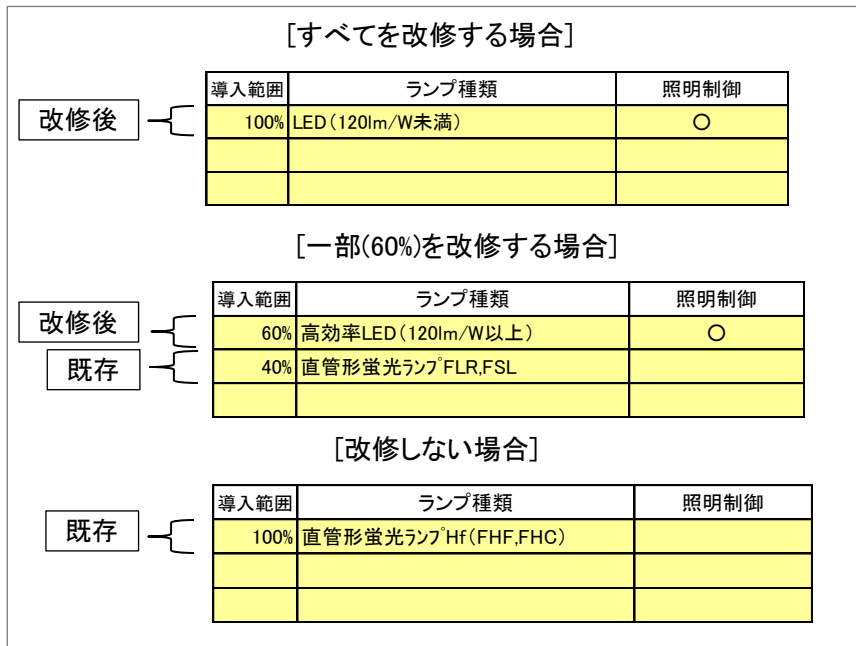 [すべてを改修する場合]
導入範囲 ランプ種類 照明制御
改修後 100% LED(120lm/W未満) ○
[一部(60%)を改修する場合]
導入範囲 ランプ種類 照明制御
改修後 60% 高効率LED(120lm/W以上) ○
既存 40% 直管形蛍光ﾗﾝﾌﾟFLR,FSL
[改修しない場合]
導入範囲 ランプ種類 照明制御
既存 100% 直管形蛍光ﾗﾝﾌﾟHf(FHF,FHC)